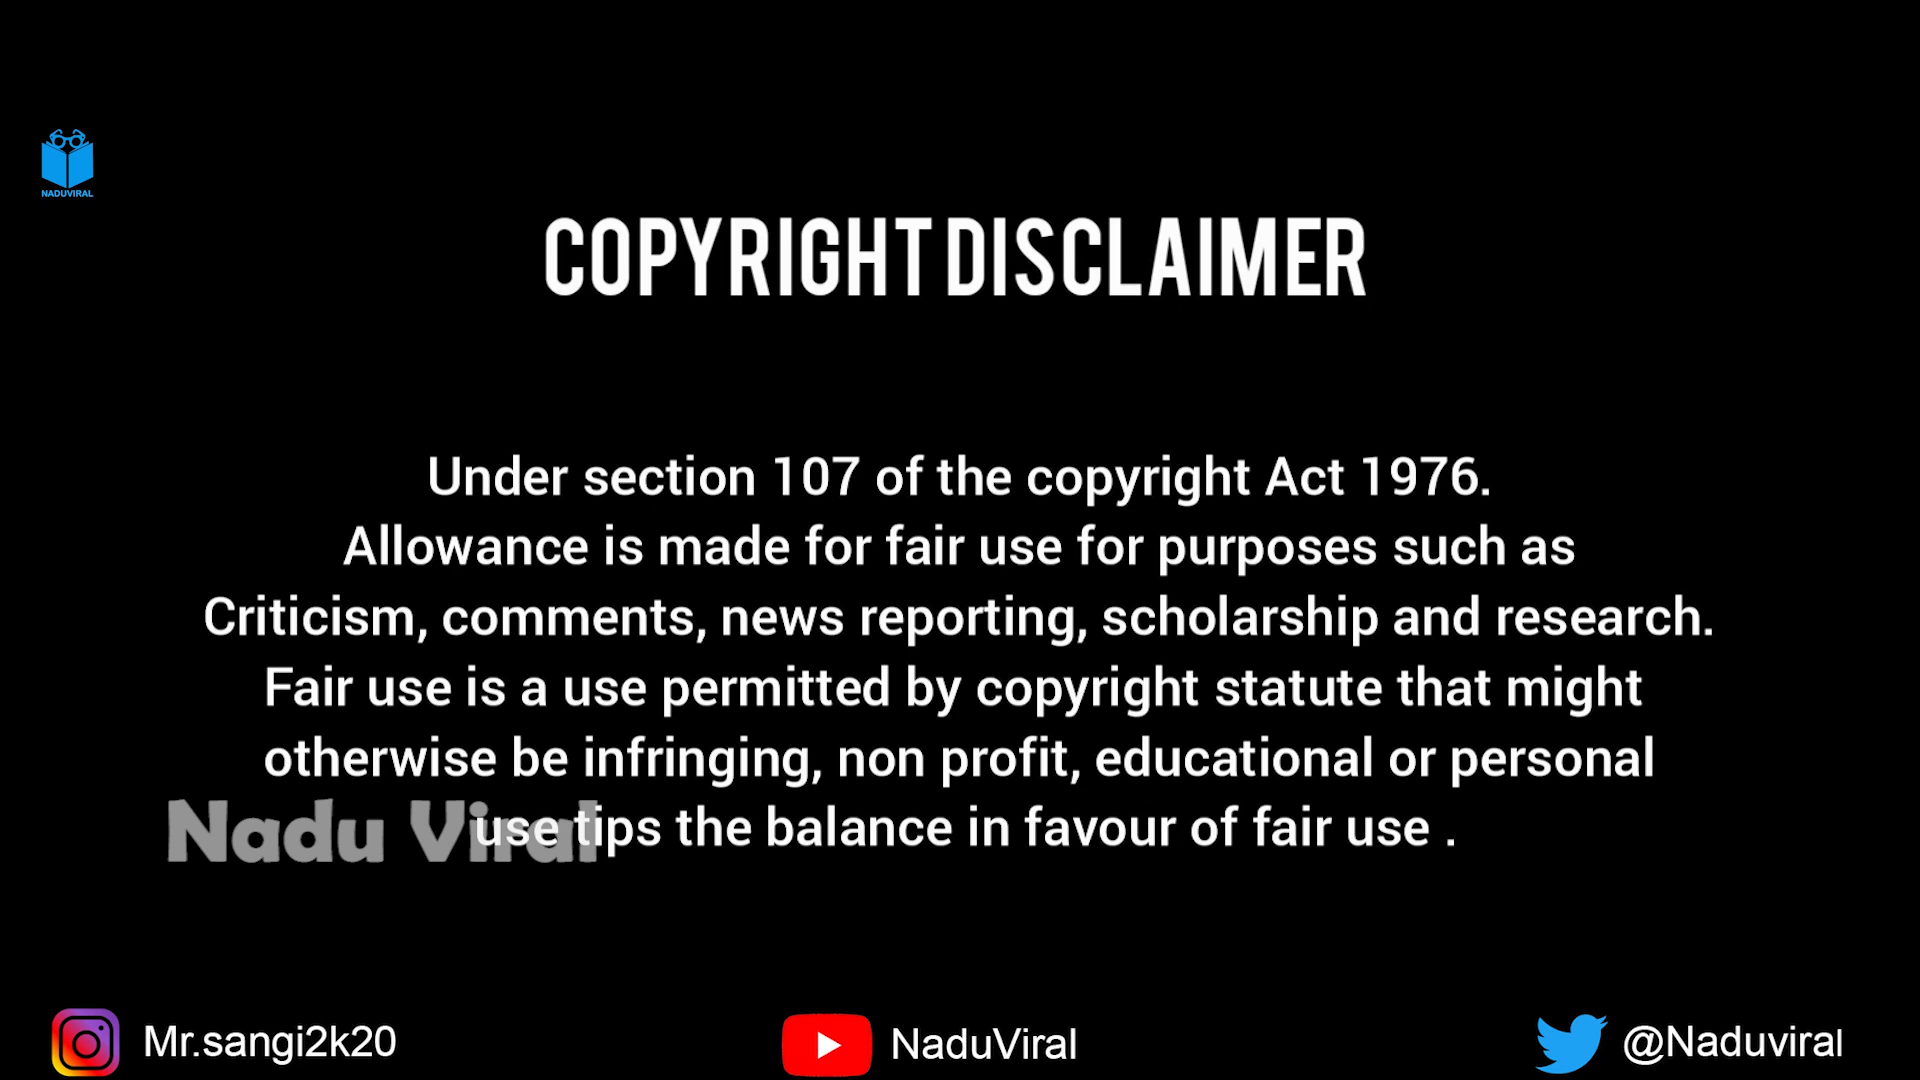 NADUVIRAL
COPYRIGHT DISCLAIMER
Under section 107 of the copyright Act 1976.
Allowance is made for fair use for purposes such as
Criticism, comments, news reporting, scholarship and research.
Fair use is a use permitted by copyright statute that might
otherwise be infringing, non profit, educational or personal
use tips the balance in favour of fair use .
Nadu Viral
Mr.sangi2k20
NaduViral
@Naduviral